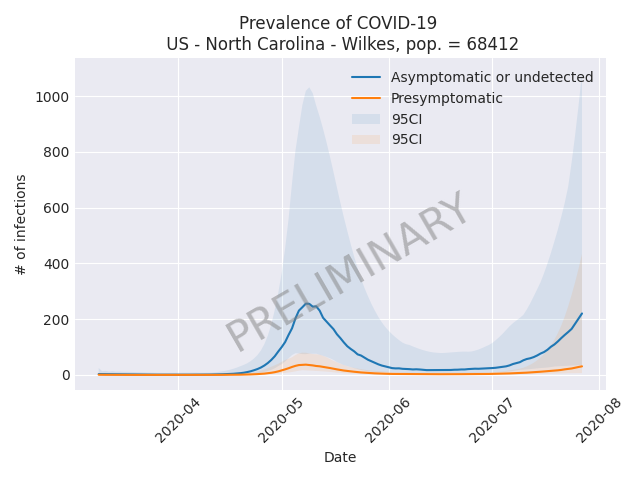 Prevalence of COVID-19
US - North Carolina - Wilkes, pop. = 68412
Asymptomatic or undetected
Presymptomatic
95CI
95CI
# of infections
1000
800
600
400
200
0
PRELIMINARY
2020-04
2020-05
2020-06
2020-07
2020-08
Date